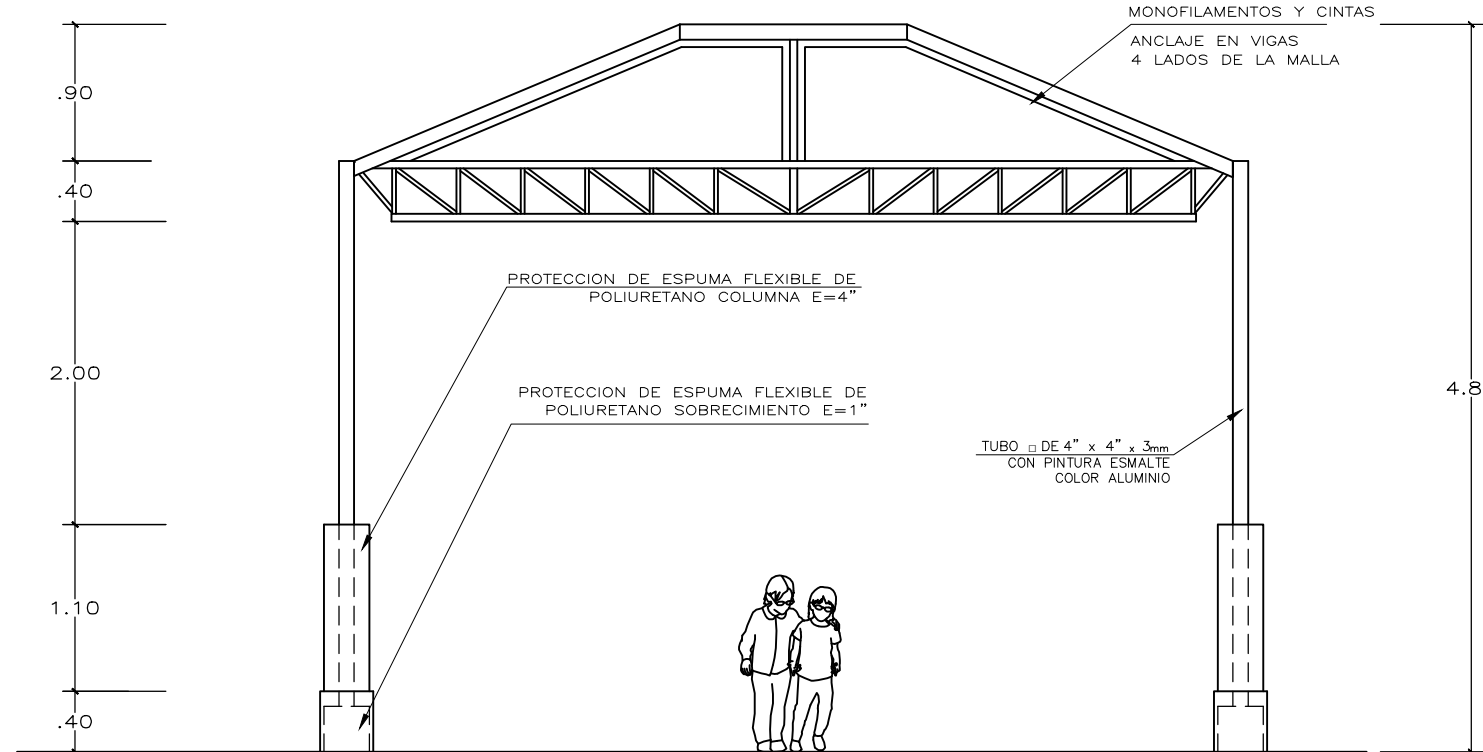 MONOFILAMENTOS Y CINTAS
ANCLAJE EN VIGAS
4 LADOS DE LA MALLA
.90
.40
PROTECCION DE ESPUMA FLEXIBLE DE
POLIURETANO COLUMNA E=4"
2.00
PROTECCION DE ESPUMA FLEXIBLE DE
POLIURETANO SOBRECIMIENTO E=1"
4.8
TUBO □ DE 4" x 4" x 3mm
CON PINTURA ESMALTE
COLOR ALUMINIO
1.10
.40